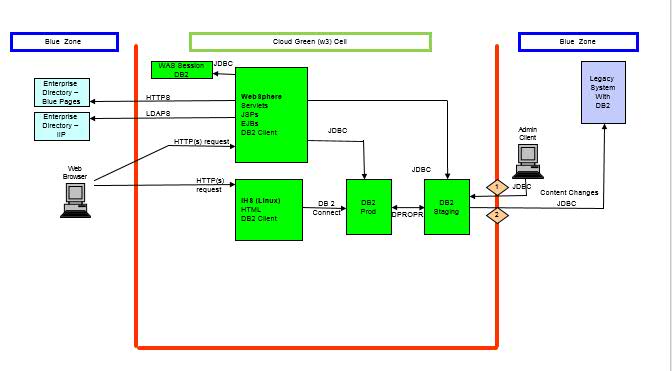 Blue Zone
Cloud Green (w3) Cell
Blue Zone
WAS Session
DB2
JDBC
Enterprise
Directory –
Blue Pages
HTTPS
Enterprise
Directory –
IIP
LDAPS
WebSphere
Servlets
JSPs
EJBs
DB2 Client
JDBC
Legacy
System
With
DB2
Admin
Client
HTTP(s) request
Web
Browser
HTTP(s)
request
IHS (Linux)
HTML
DB2 Client
DB 2
Connect
DB2
Prod
DPROPR
JDBC
DB2
Staging
1
JDBC
Content Changes
2
JDBC